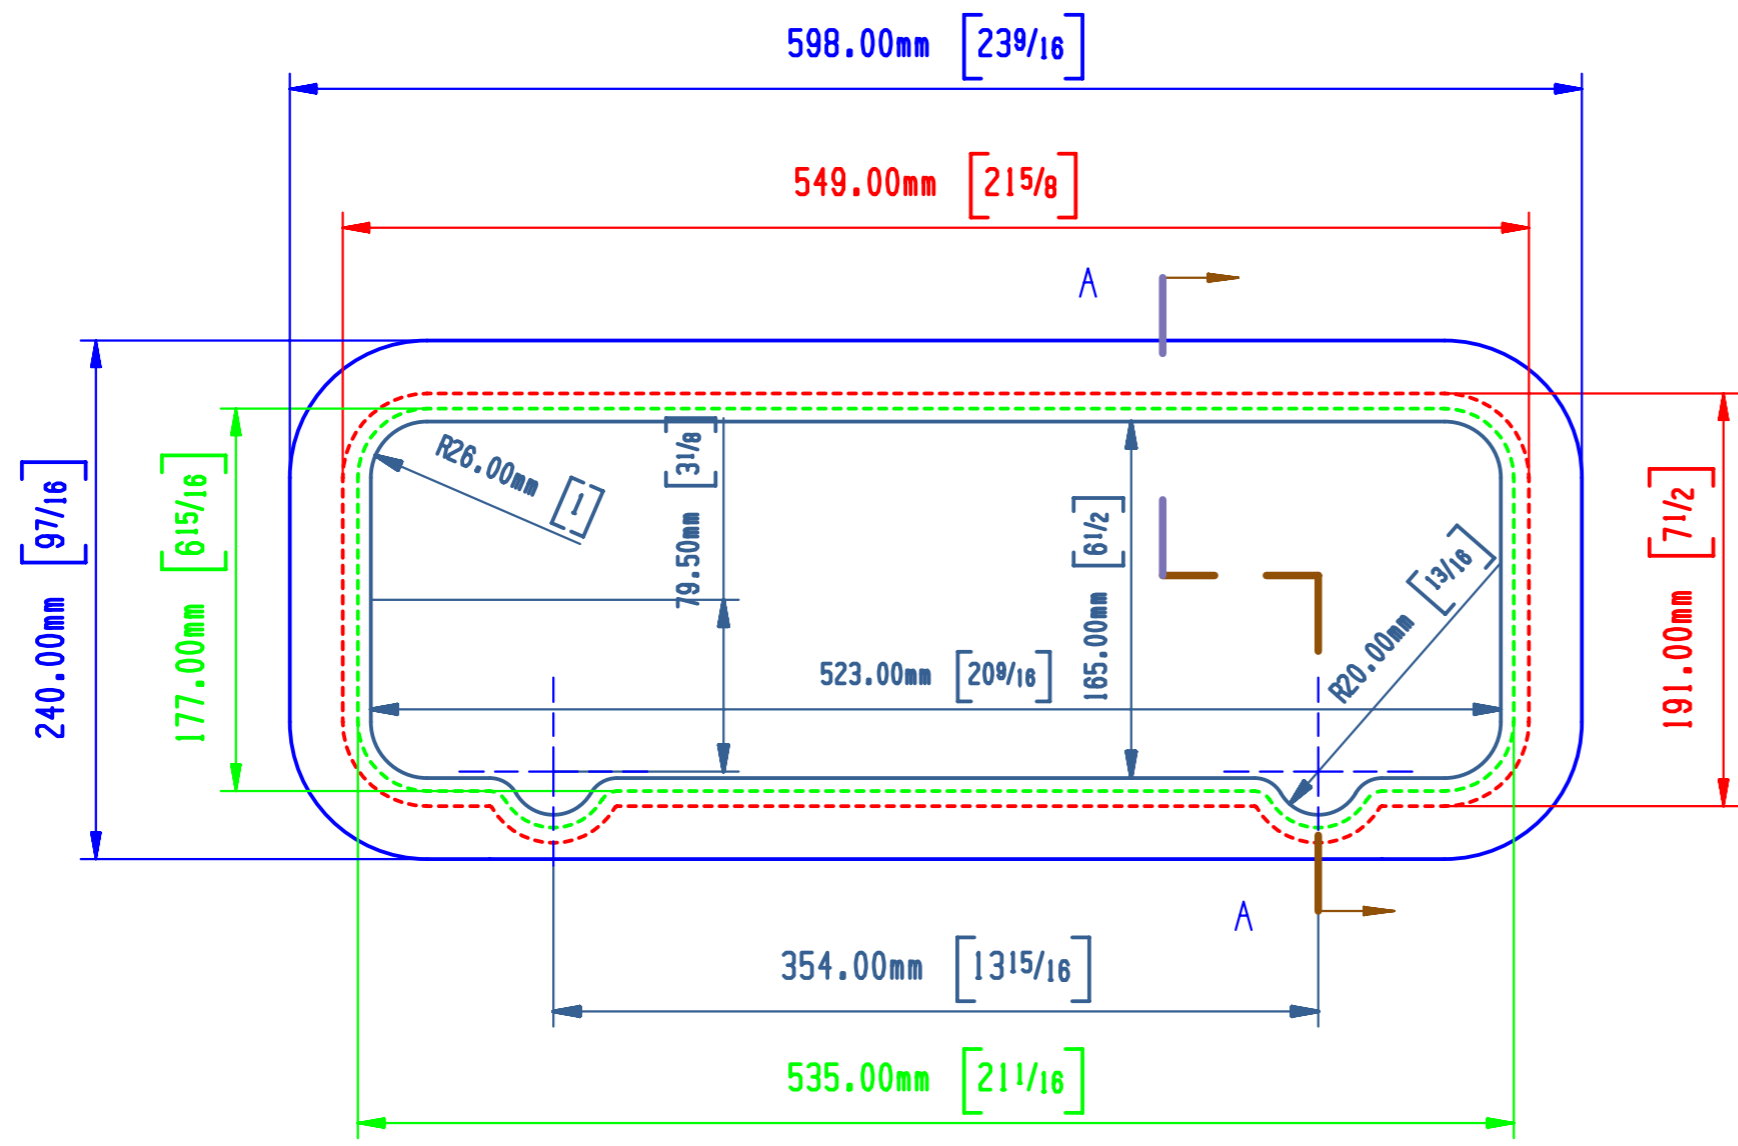 598.00mm [23 9/16]
549.00mm [21 5/8]
A
R26.00mm [1]
79.50mm [3 1/8]
165.00mm [6 1/2]
240.00mm [9 7/16]
177.00mm [6 15/16]
191.00mm [7 1/2]
R20.00mm [13/16]
523.00mm [20 9/16]
A
354.00mm [13 15/16]
535.00mm [21 1/16]